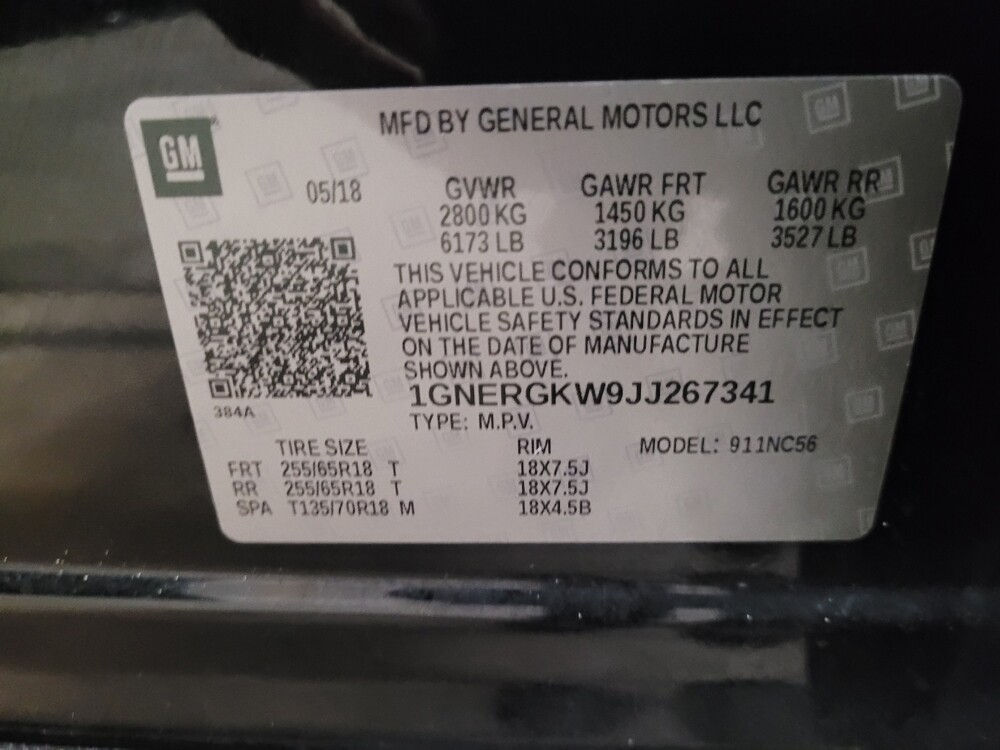 GM
MFD BY GENERAL MOTORS LLC
05/18 GVWR GAWR FRT GAWR RR
2800 KG 1450 KG 1600 KG
6173 LB 3196 LB 3527 LB
THIS VEHICLE CONFORMS TO ALL
APPLICABLE U.S. FEDERAL MOTOR
VEHICLE SAFETY STANDARDS IN EFFECT
ON THE DATE OF MANUFACTURE
SHOWN ABOVE.
1GNERGKW9JJ267341
384A
TYPE: M.P.V.
TIRE SIZE RIM MODEL: 911NC56
FRT 255/65R18 T 18X7.5J
RR 255/65R18 T 18X7.5J
SPA T135/70R18 M 18X4.5B